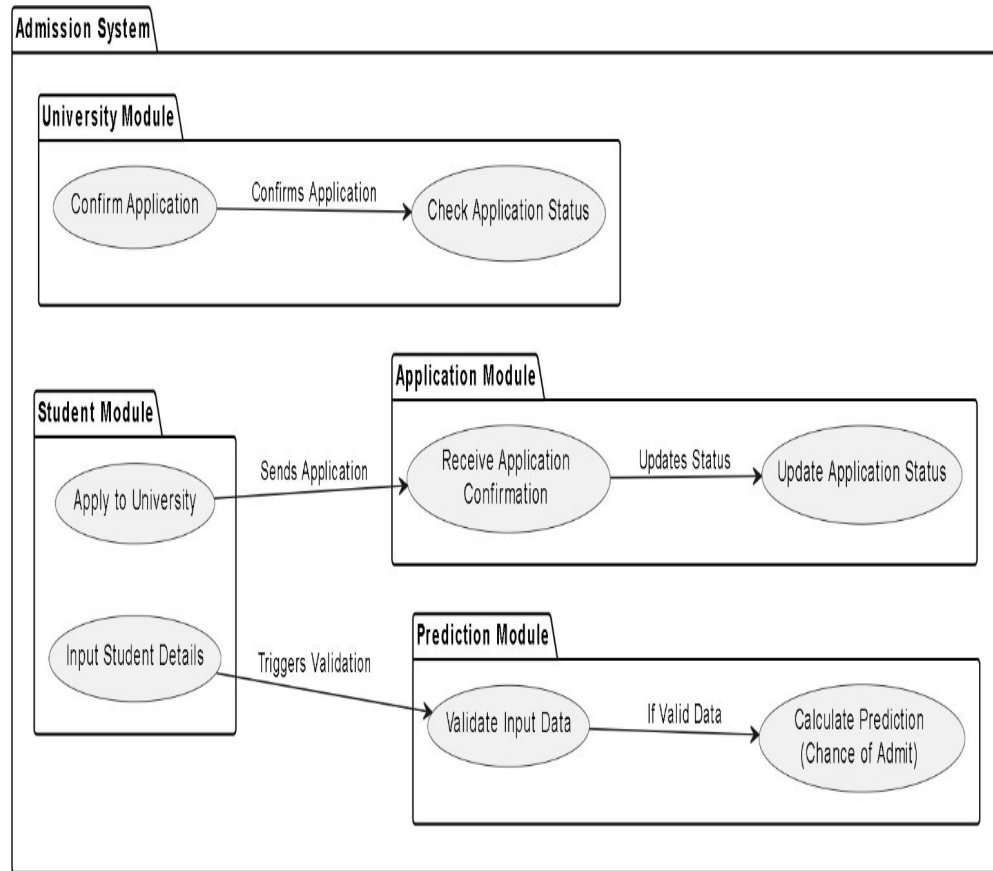 Admission System
University Module
Confirm Application
Confirms Application
Check Application Status
Student Module
Apply to University
Sends Application
Application Module
Receive Application
Confirmation
Updates Status
Update Application Status
Input Student Details
Triggers Validation
Prediction Module
Validate Input Data
If Valid Data
Calculate Prediction
(Chance of Admit)